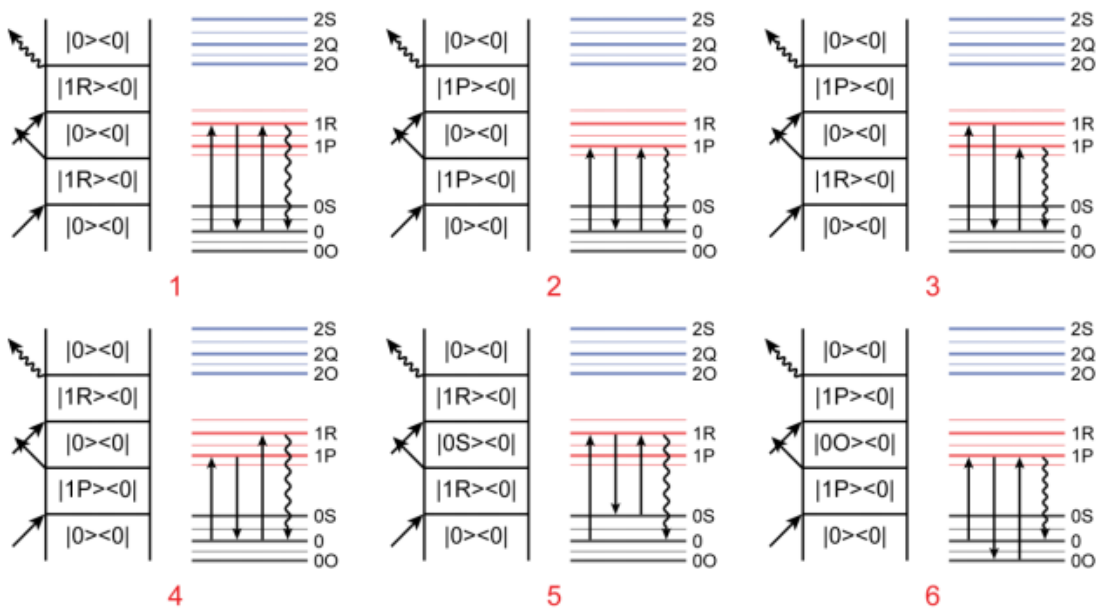 |0><0| 2S
2Q
2O
|1R><0|
|0><0| 1R
1P
|1R><0|
0S
|0><0| 0
0O
1
|0><0| 2S
2Q
2O
|1P><0|
|0><0| 1R
1P
|1P><0|
0S
|0><0| 0
0O
2
|0><0| 2S
2Q
2O
|1P><0|
|0><0| 1R
1P
|1R><0|
0S
|0><0| 0
0O
3
|0><0| 2S
2Q
2O
|1R><0|
|0><0| 1R
1P
|1P><0|
0S
|0><0| 0
0O
4
|0><0| 2S
2Q
2O
|1R><0|
|0S><0| 1R
1P
|1R><0|
0S
|0><0| 0
0O
5
|0><0| 2S
2Q
2O
|1P><0|
|0O><0| 1R
1P
|1P><0|
0S
|0><0| 0
0O
6